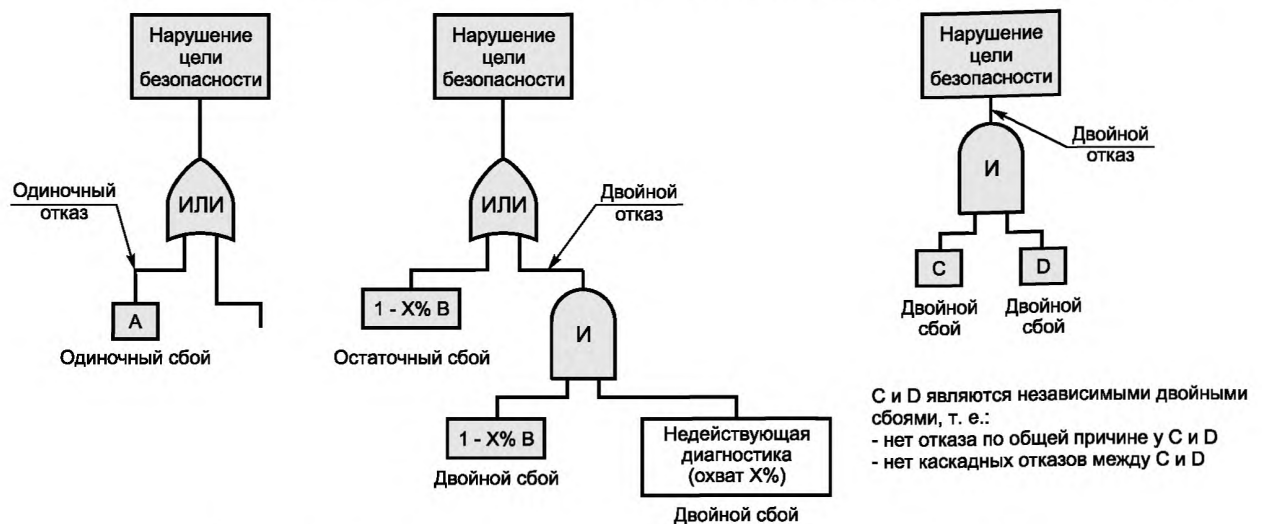 Нарушение
цели
безопасности
ИЛИ
Одиночный
отказ
A
Одиночный сбой
Нарушение
цели
безопасности
ИЛИ
Двойной
отказ
1 - X% B
Остаточный сбой
И
1 - X% B
Двойной сбой
Недействующая
диагностика
(охват X%)
Двойной сбой
Нарушение
цели
безопасности
Двойной
отказ
И
C
D
Двойной
сбой
Двойной
сбой
C и D являются независимыми двойными
сбоями, т. е.:
- нет отказа по общей причине у C и D
- нет каскадных отказов между C и D